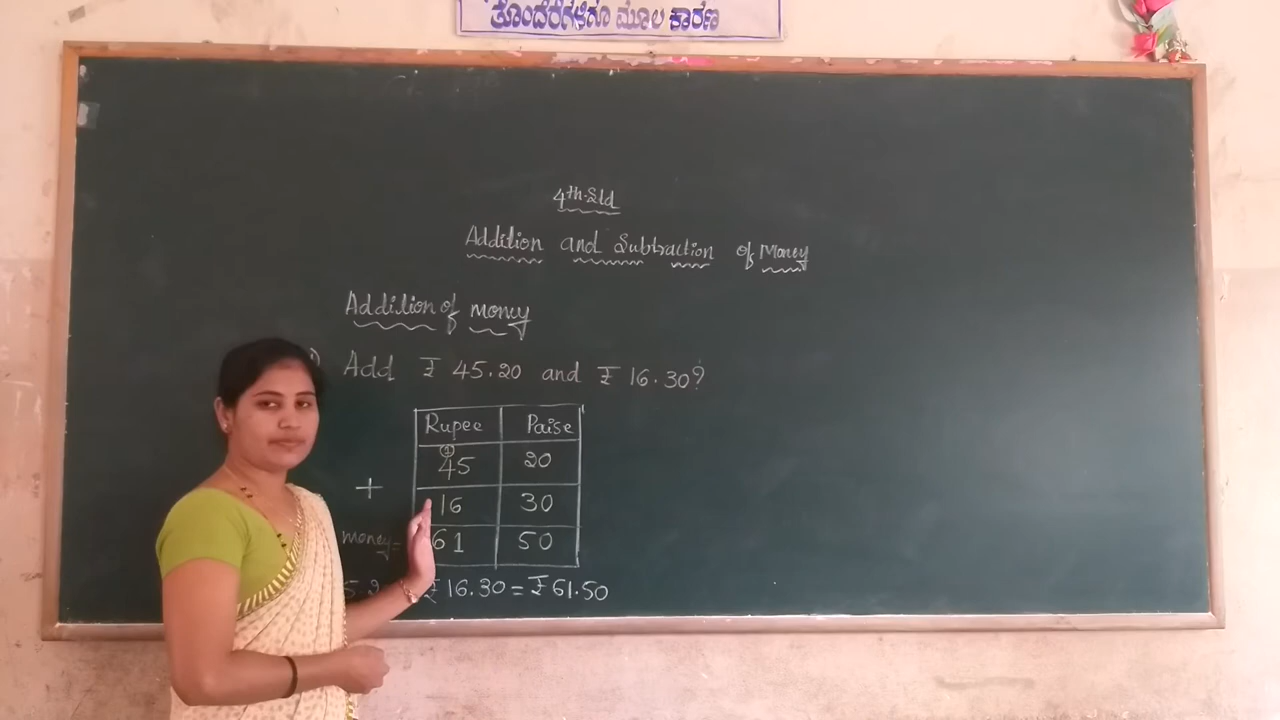 ತೊಂದರೆಗಳಿಗೂ ಮೂಲ ಕಾರಣ
4th Std
Addition and Subtraction of Money
Addition of money
Add ₹ 45.20 and ₹ 16.30?
Rupee Paise
1
45 20
+ 16 30
money= 61 50
₹ 16.30 = ₹ 61.50